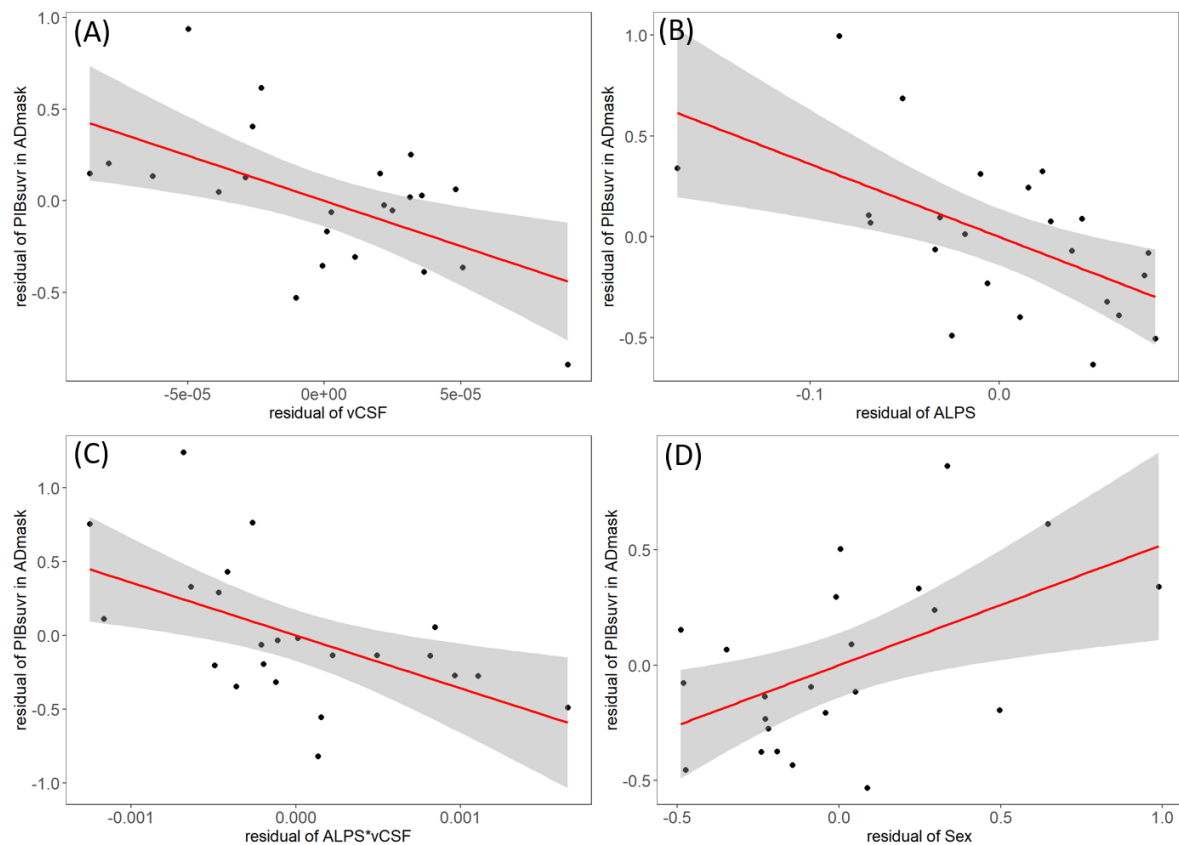 (A)
residual of PIBsuvr in ADmask
1.0
0.5
0.0
-0.5
-5e-05 0e+00 5e-05
residual of vCSF
(B)
residual of PIBsuvr in ADmask
1.0
0.5
0.0
-0.5
-0.1 0.0
residual of ALPS
(C)
residual of PIBsuvr in ADmask
1.0
0.5
0.0
-0.5
-1.0
-0.001 0.000 0.001
residual of ALPS*vCSF
(D)
residual of PIBsuvr in ADmask
0.5
0.0
-0.5
-0.5 0.0 0.5 1.0
residual of Sex